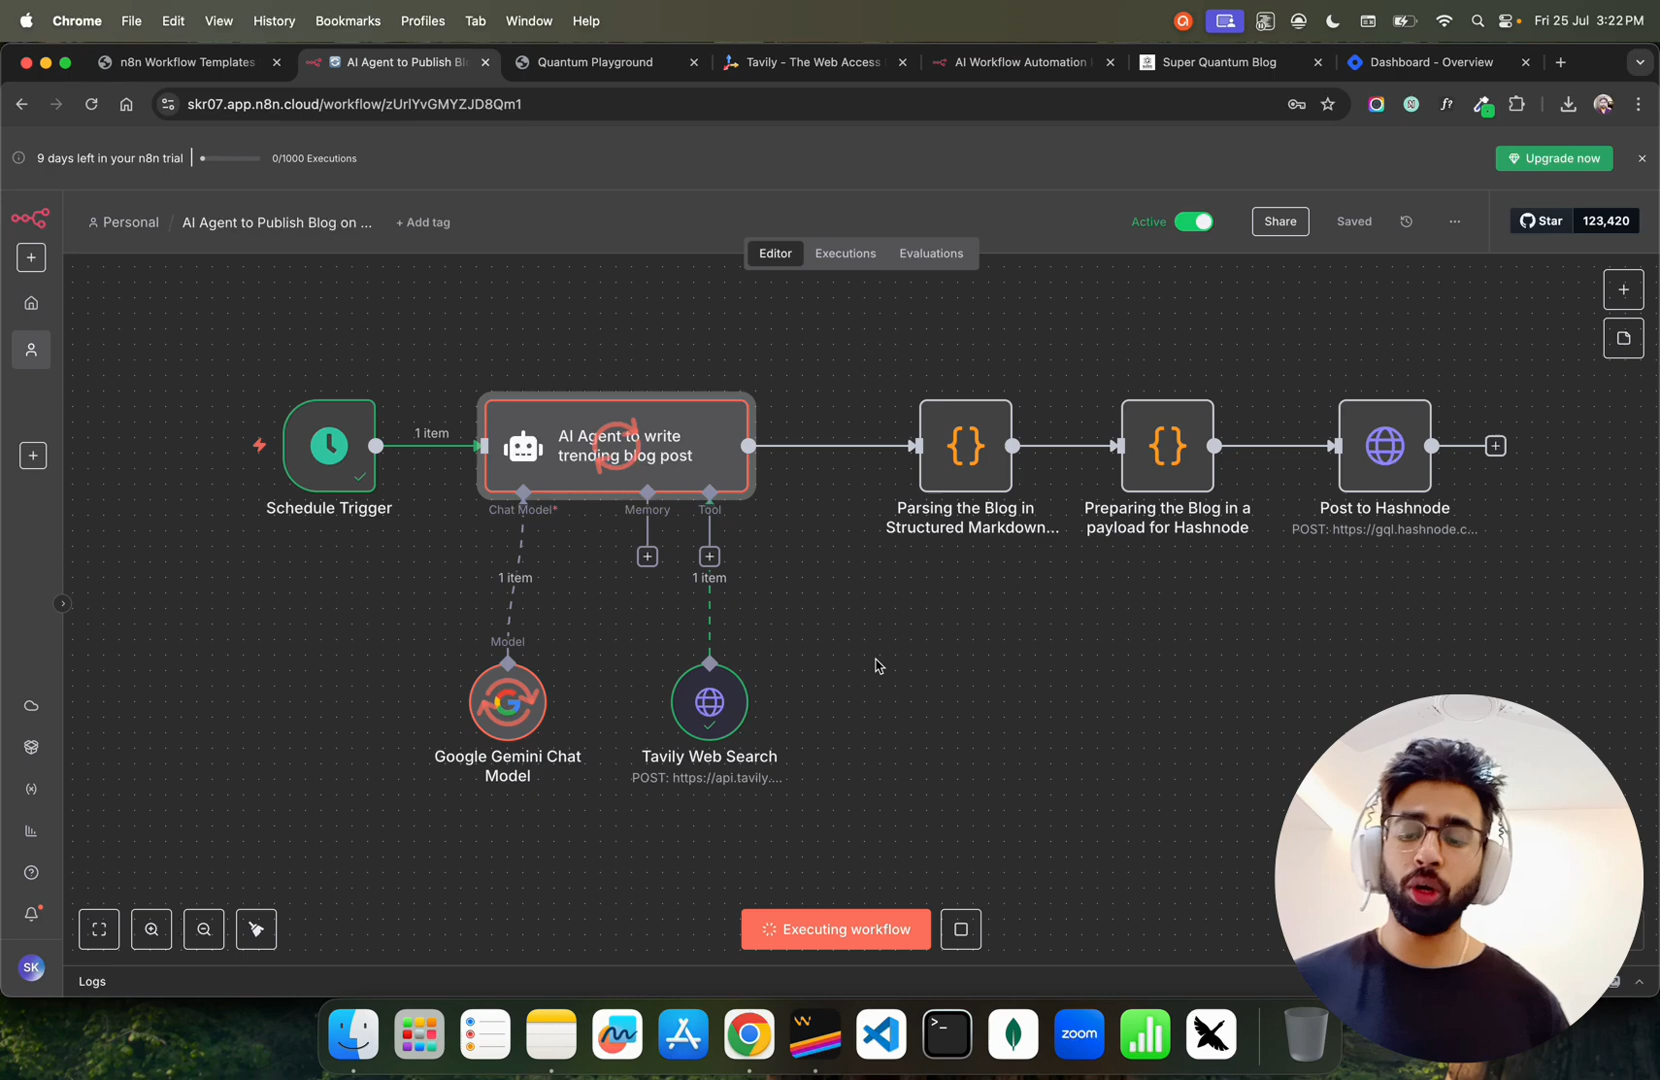 Chrome File Edit View History Bookmarks Profiles Tab Window Help Fri 25 Jul 3:22 PM
n8n Workflow Templates
AI Agent to Publish Bl
Quantum Playground
Tavily - The Web Access
AI Workflow Automation
Super Quantum Blog
Dashboard - Overview
skr07.app.n8n.cloud/workflow/zUrlYvGMYZJD8Qm1
f?
9 days left in your n8n trial
0/1000 Executions
Upgrade now
Personal / AI Agent to Publish Blog on ...
+ Add tag
Active
Share
Saved
Star 123,420
Editor Executions Evaluations
1 item
AI Agent to write
trending blog post
Schedule Trigger
Chat Model*
Memory
Tool
Parsing the Blog in
Structured Markdown...
Preparing the Blog in a
payload for Hashnode
Post to Hashnode
POST: https://gql.hashnode.c...
1 item
1 item
Model
Google Gemini Chat
Model
Tavily Web Search
POST: https://api.tavily....
Executing workflow
SK
Logs
zoom